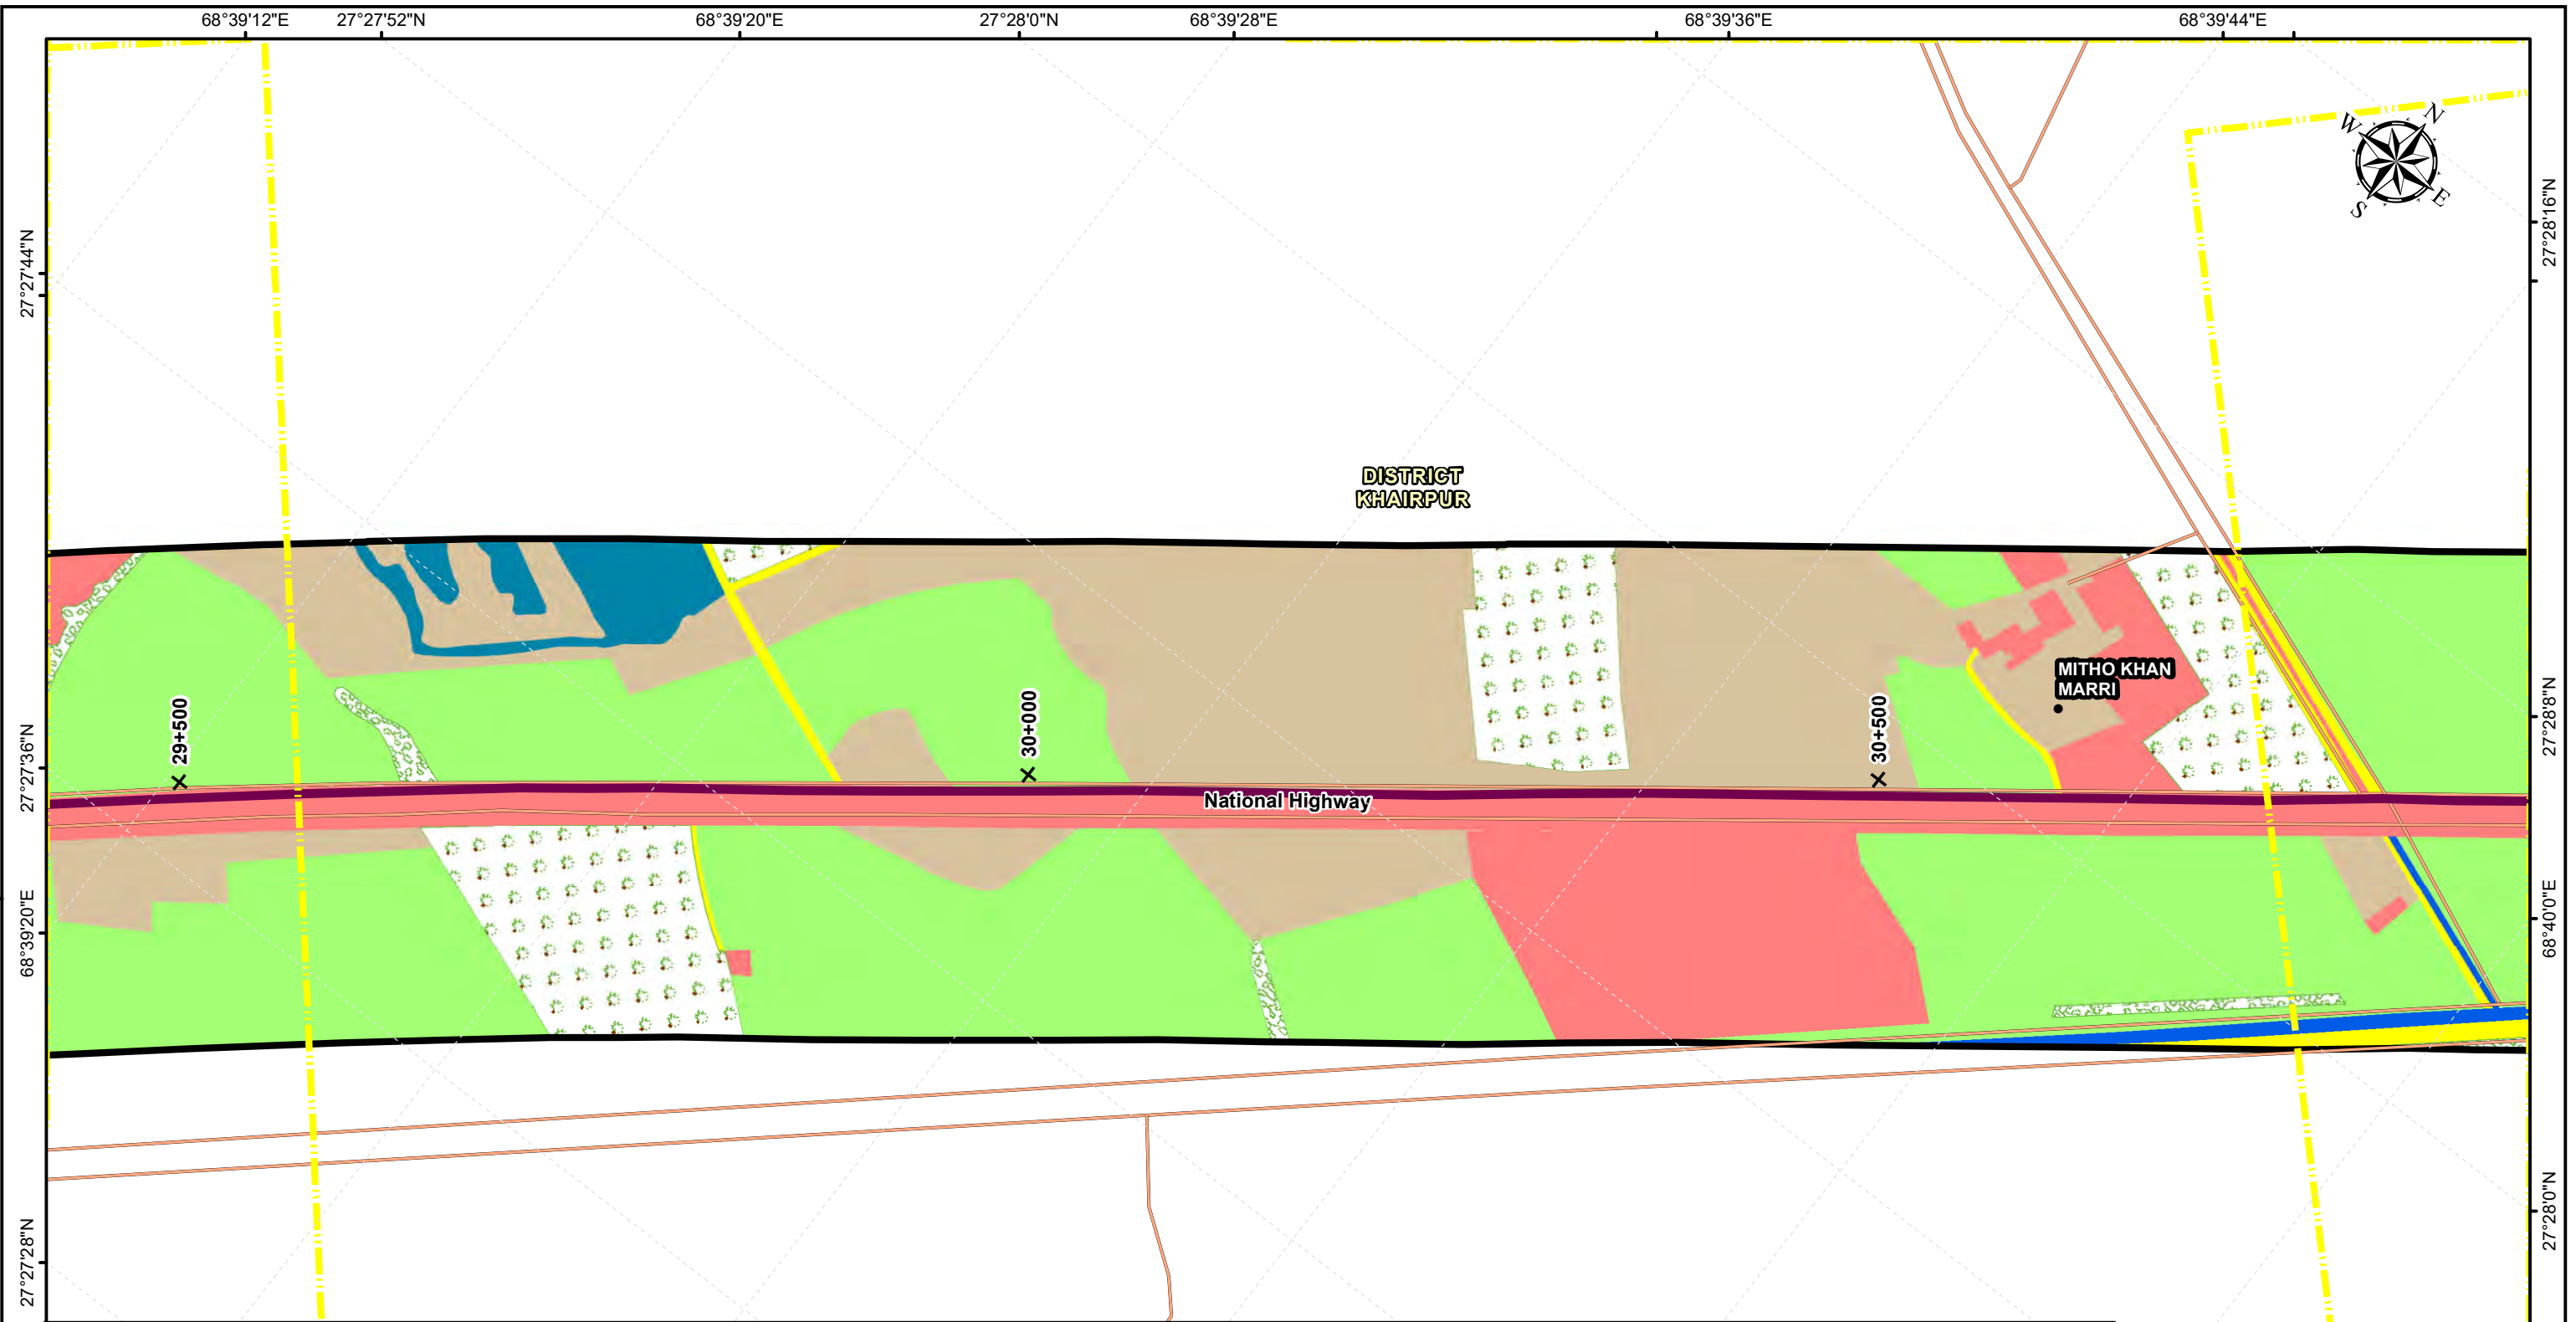 68°39'12"E
27°27'52"N
68°39'20"E
27°28'0"N
68°39'28"E
68°39'36"E
68°39'44"E
N
W
E
S
27°27'44"N
27°28'16"N
DISTRICT
KHAIRPUR
MITHO KHAN
MARRI
29+500
30+000
30+500
27°27'36"N
27°28'8"N
National Highway
68°39'20"E
68°40'0"E
27°27'28"N
27°28'0"N